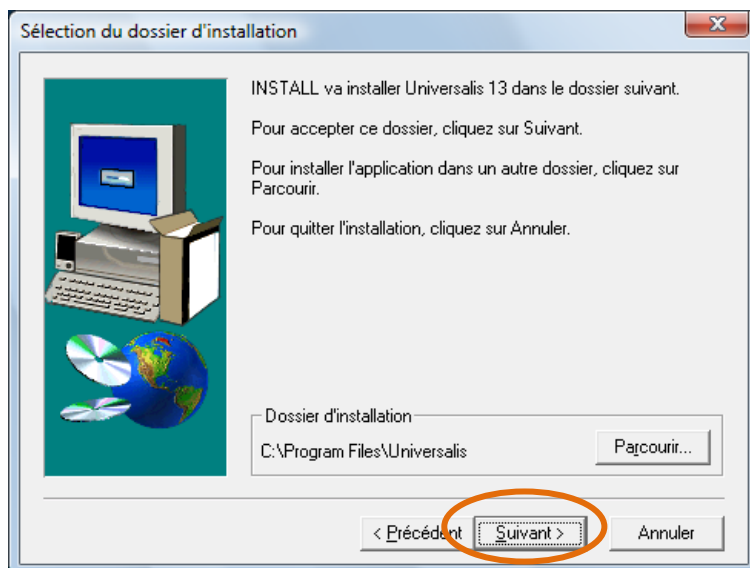 Sélection du dossier d'installation
INSTALL va installer Universalis 13 dans le dossier suivant.
Pour accepter ce dossier, cliquez sur Suivant.
Pour installer l'application dans un autre dossier, cliquez sur
Parcourir.
Pour quitter l'installation, cliquez sur Annuler.
Dossier d'installation
C:\Program Files\Universalis
Parcourir...
< Précédent
Suivant >
Annuler